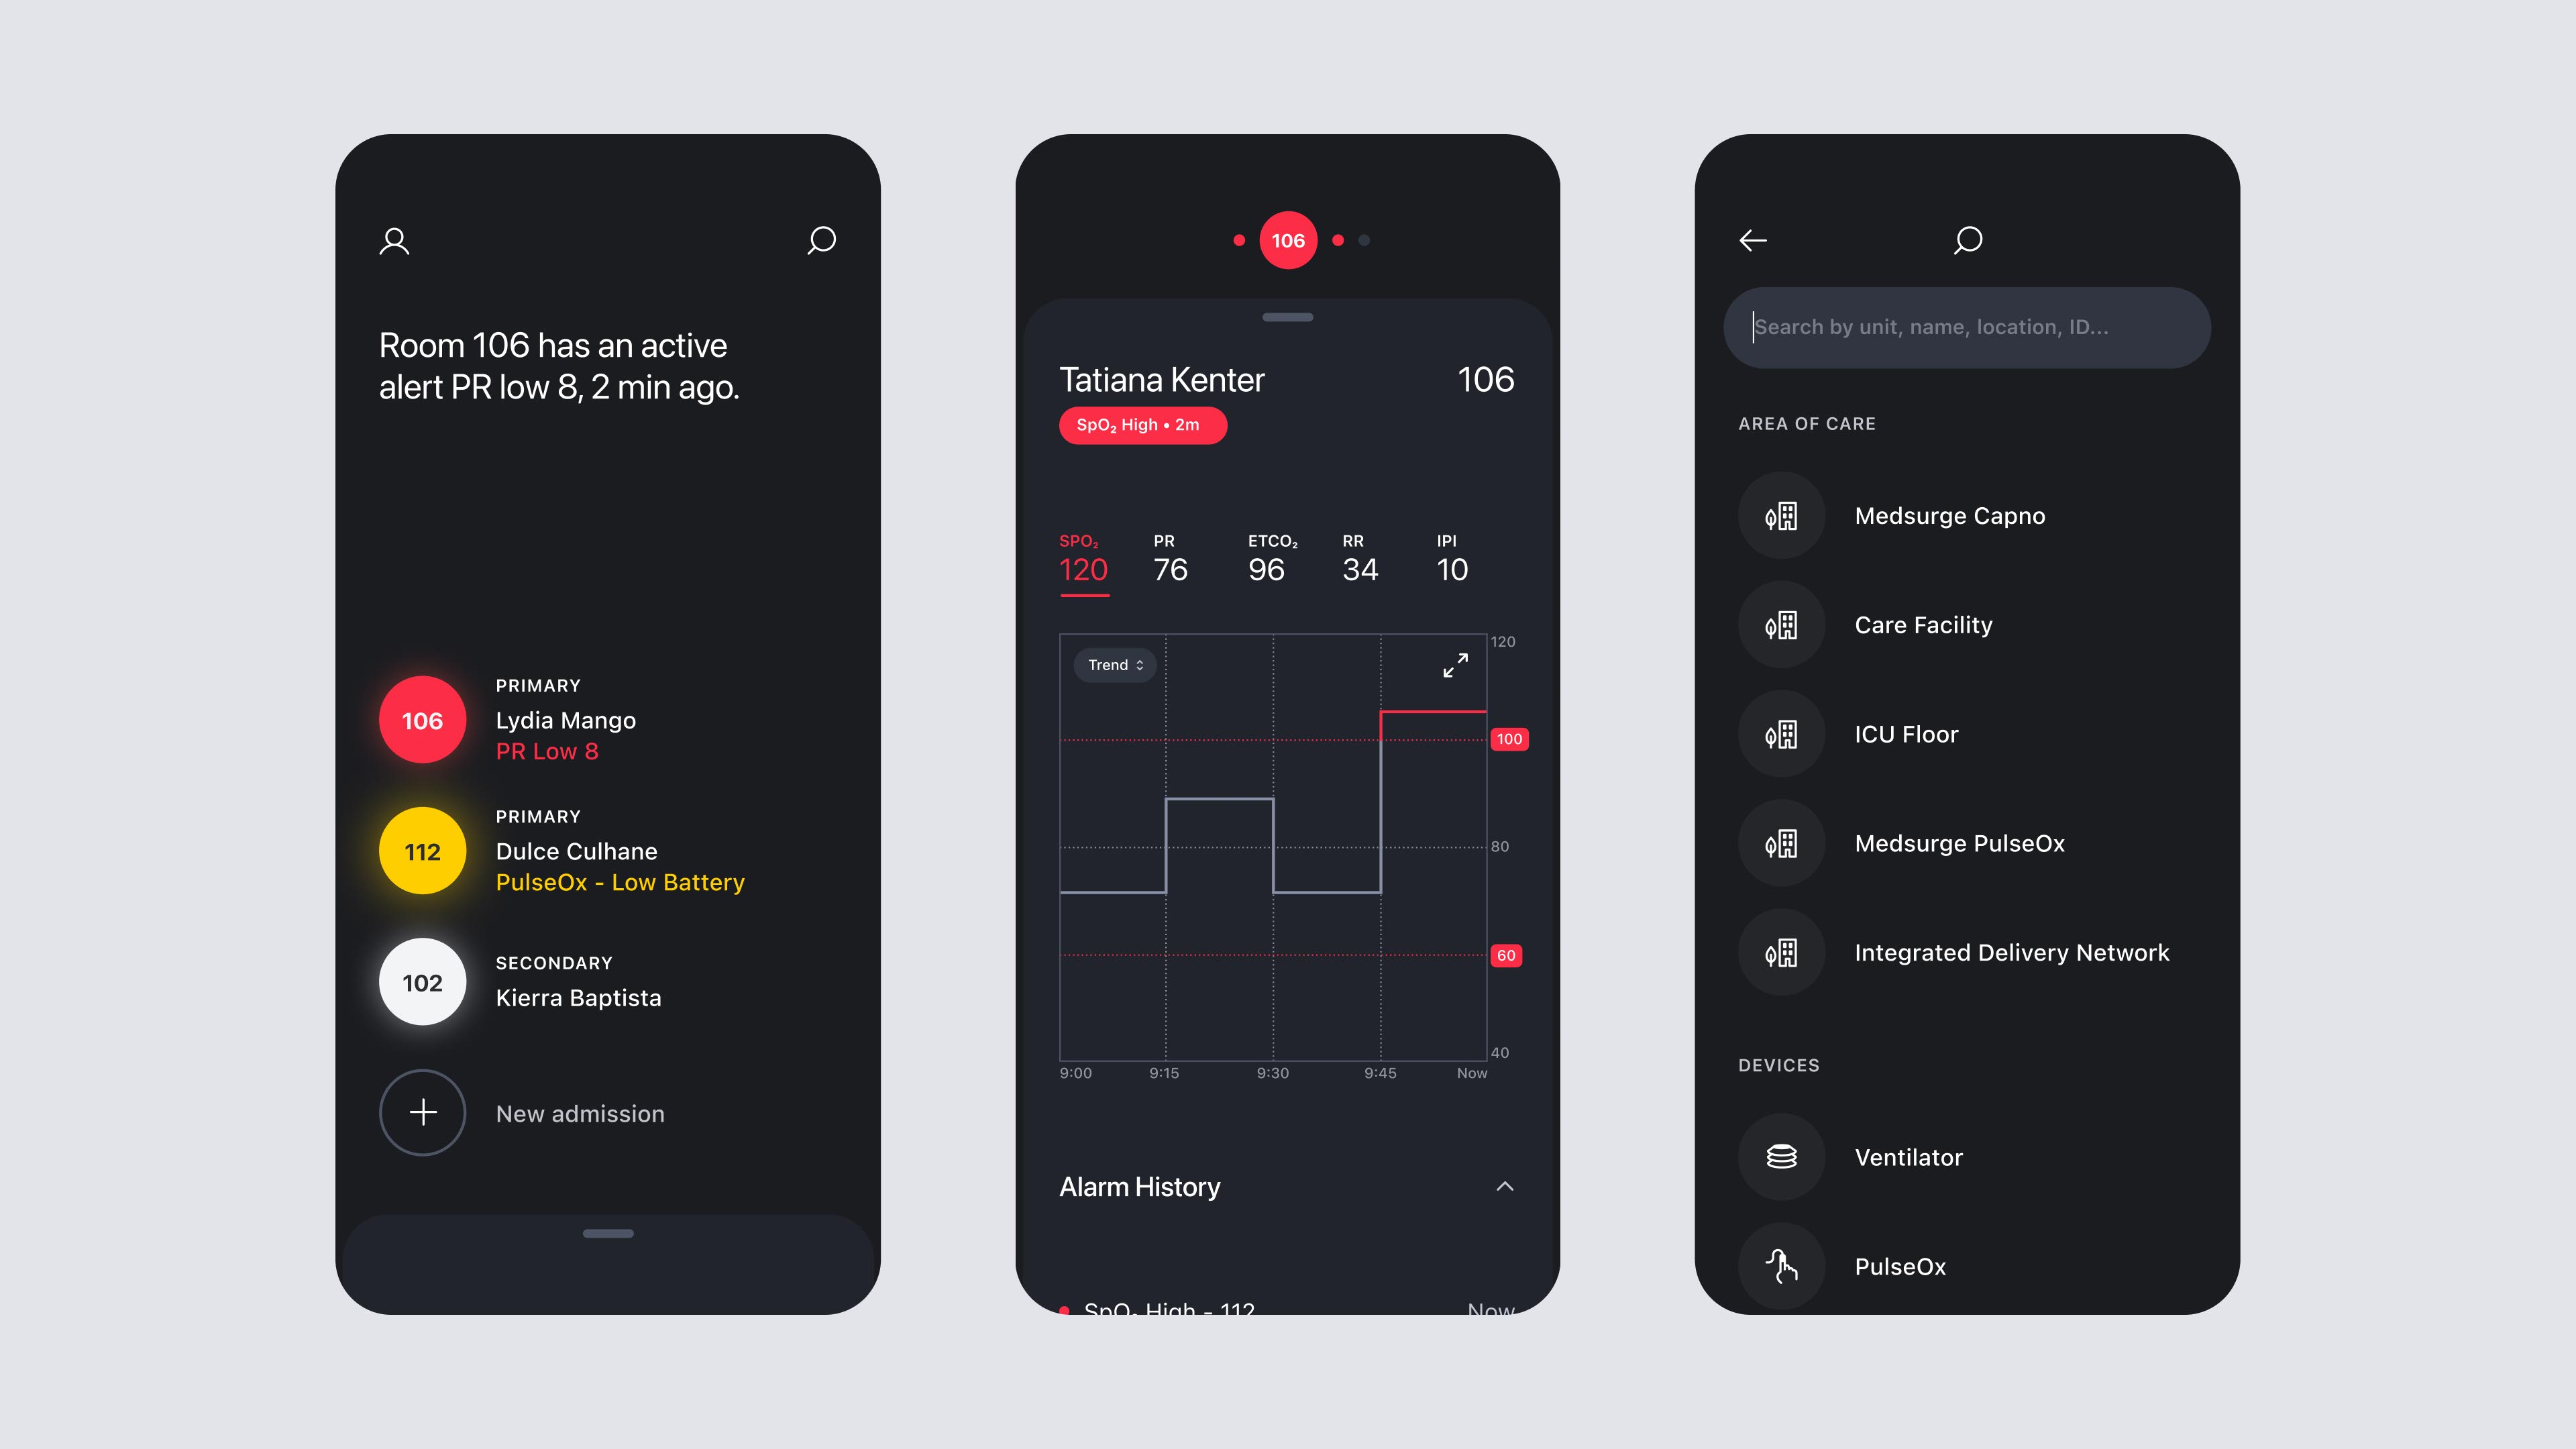 Room 106 has an active
alert PR low 8, 2 min ago.
106
PRIMARY
Lydia Mango
PR Low 8
112
PRIMARY
Dulce Culhane
PulseOx - Low Battery
102
SECONDARY
Kierra Baptista
New admission
106
Tatiana Kenter
106
SpO₂ High • 2m
SPO₂ PR ETCO₂ RR IPI
120 76 96 34 10
Trend
120
100
80
60
40
9:00 9:15 9:30 9:45 Now
Alarm History
SpO₂ High - 112 Now
Search by unit, name, location, ID...
AREA OF CARE
Medsurge Capno
Care Facility
ICU Floor
Medsurge PulseOx
Integrated Delivery Network
DEVICES
Ventilator
PulseOx